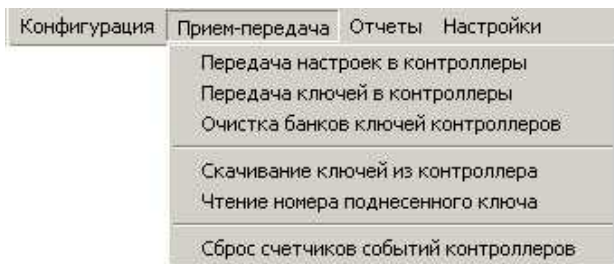 Конфигурация Прием-передача Отчеты Настройки
Передача настроек в контроллеры
Передача ключей в контроллеры
Очистка банков ключей контроллеров
Скачивание ключей из контроллера
Чтение номера поднесенного ключа
Сброс счетчиков событий контроллеров